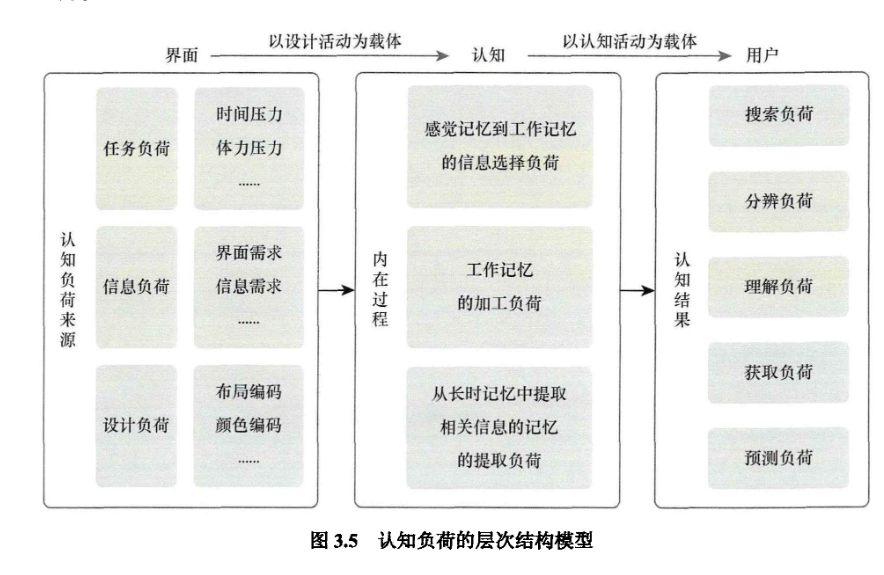 界面
以设计活动为载体
认知
以认知活动为载体
用户
认知负荷来源
任务负荷
时间压力
体力压力
......
信息负荷
界面需求
信息需求
......
设计负荷
布局编码
颜色编码
......
内在过程
感觉记忆到工作记忆
的信息选择负荷
工作记忆
的加工负荷
从长时记忆中提取
相关信息的记忆
的提取负荷
认知结果
搜索负荷
分辨负荷
理解负荷
获取负荷
预测负荷
图 3.5 认知负荷的层次结构模型